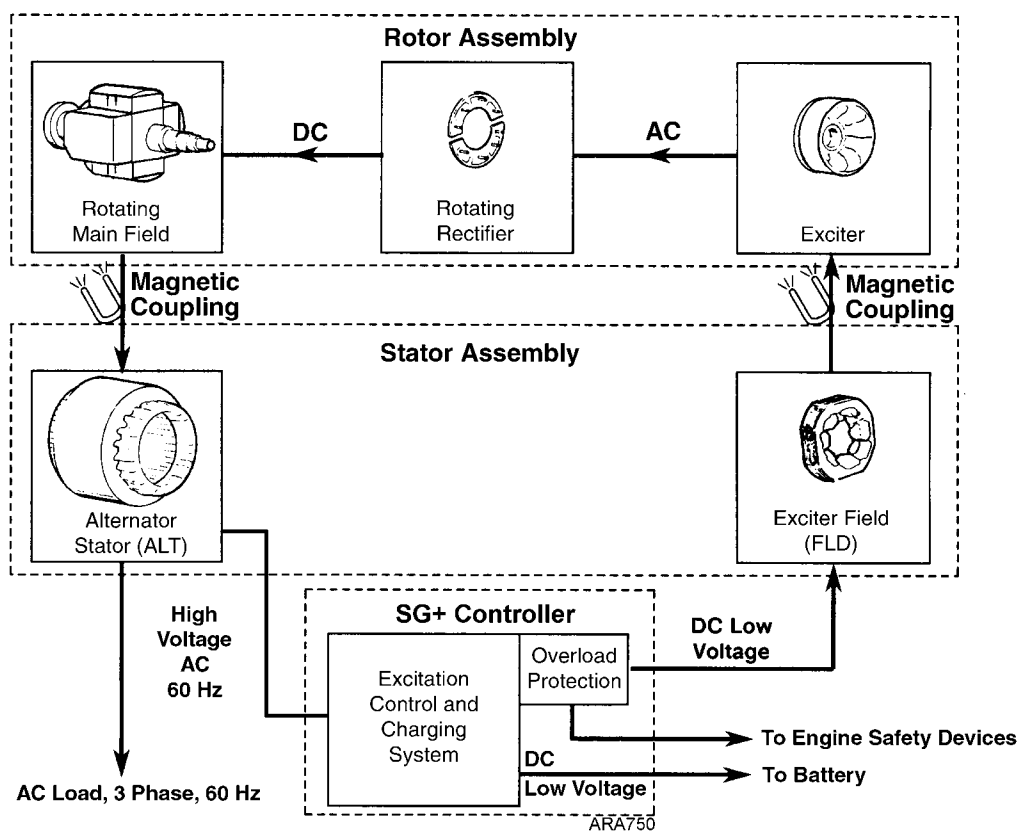 Rotor Assembly
DC
AC
Rotating
Main Field
Rotating
Rectifier
Exciter
Magnetic
Coupling
Magnetic
Coupling
Stator Assembly
Alternator
Stator (ALT)
Exciter Field
(FLD)
High
Voltage
AC
60 Hz
SG+ Controller
DC Low
Voltage
Excitation
Control and
Charging
System
Overload
Protection
To Engine Safety Devices
DC
Low Voltage
To Battery
AC Load, 3 Phase, 60 Hz
ARA750